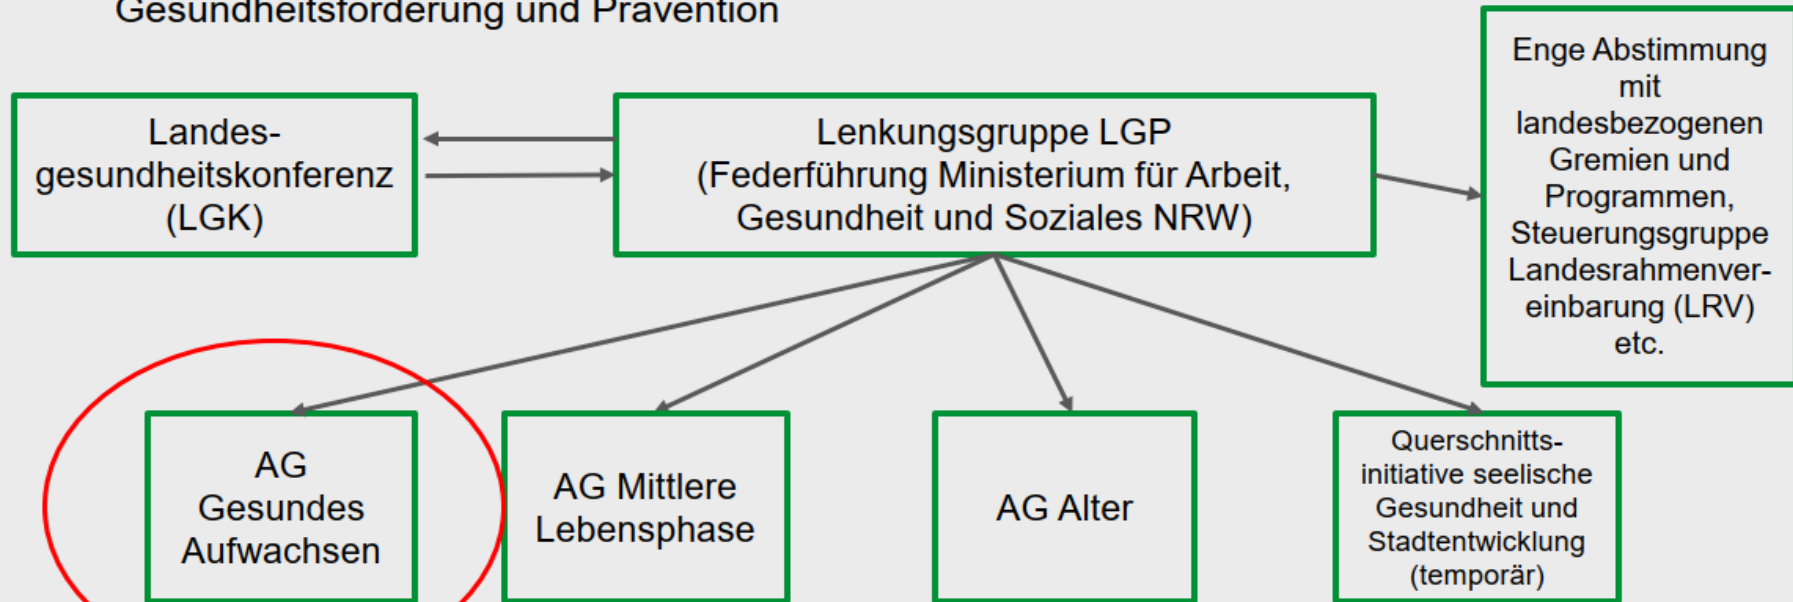 Gesundheitsförderung und Prävention
Landes-
gesundheitskonferenz
(LGK)
Lenkungsgruppe LGP
(Federführung Ministerium für Arbeit,
Gesundheit und Soziales NRW)
Enge Abstimmung
mit
landesbezogenen
Gremien und
Programmen,
Steuerungsgruppe
Landesrahmenver-
einbarung (LRV)
etc.
AG
Gesundes
Aufwachsen
AG Mittlere
Lebensphase
AG Alter
Querschnitts-
initiative seelische
Gesundheit und
Stadtentwicklung
(temporär)